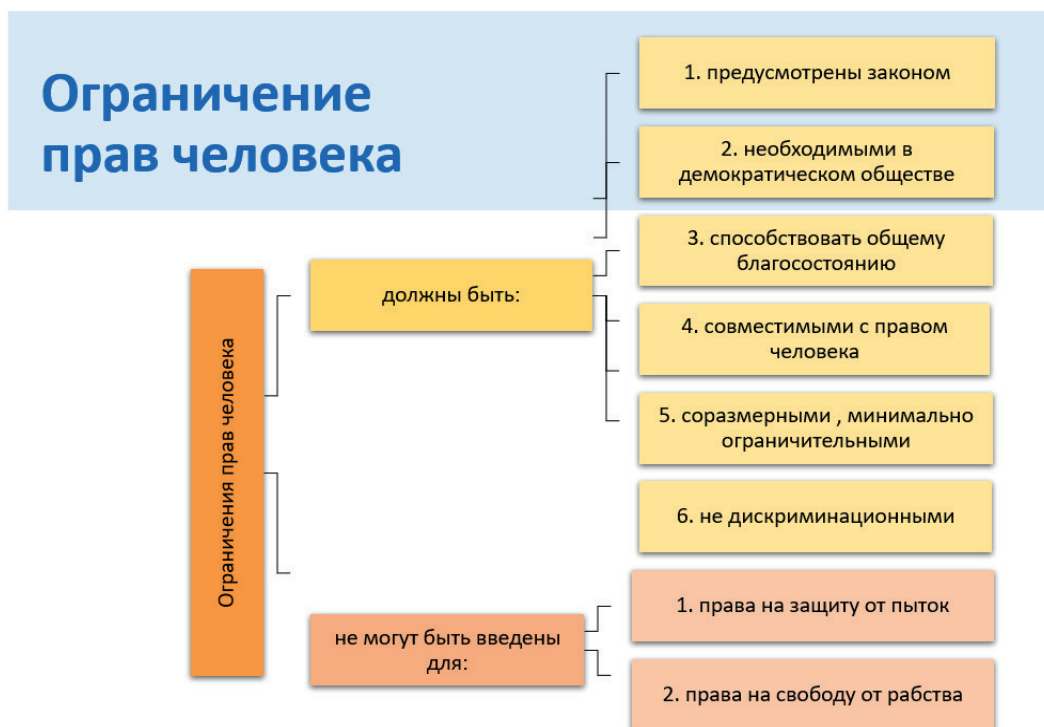 Ограничение
прав человека
Ограничения прав человека
должны быть:
1. предусмотрены законом
2. необходимыми в
демократическом обществе
3. способствовать общему
благосостоянию
4. совместимыми с правом
человека
5. соразмерными , минимально
ограничительными
6. не дискриминационными
не могут быть введены
для:
1. права на защиту от пыток
2. права на свободу от рабства